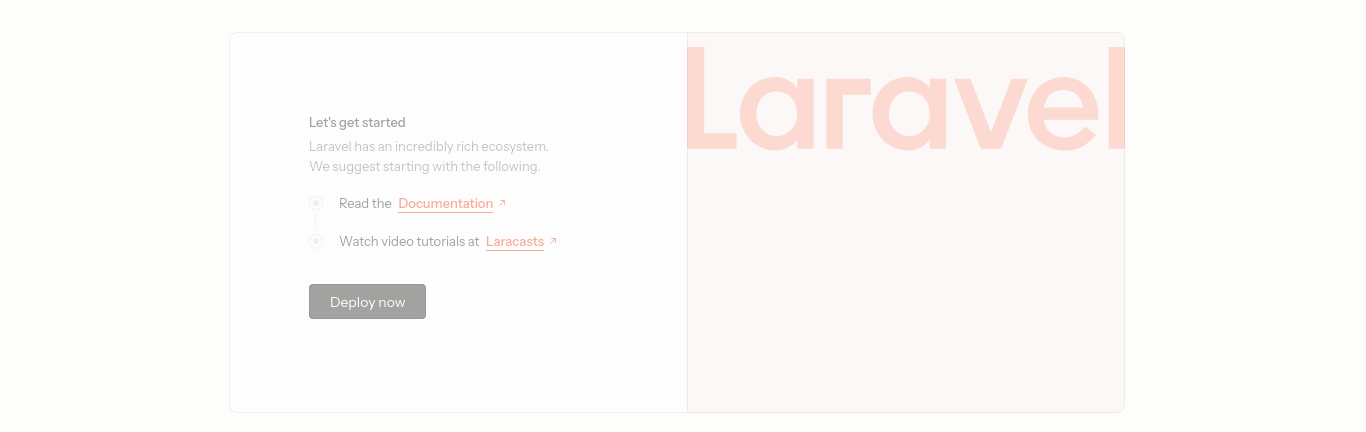 Let's get started
Laravel has an incredibly rich ecosystem.
We suggest starting with the following.
Read the Documentation
Watch video tutorials at Laracasts
Deploy now
Laravel